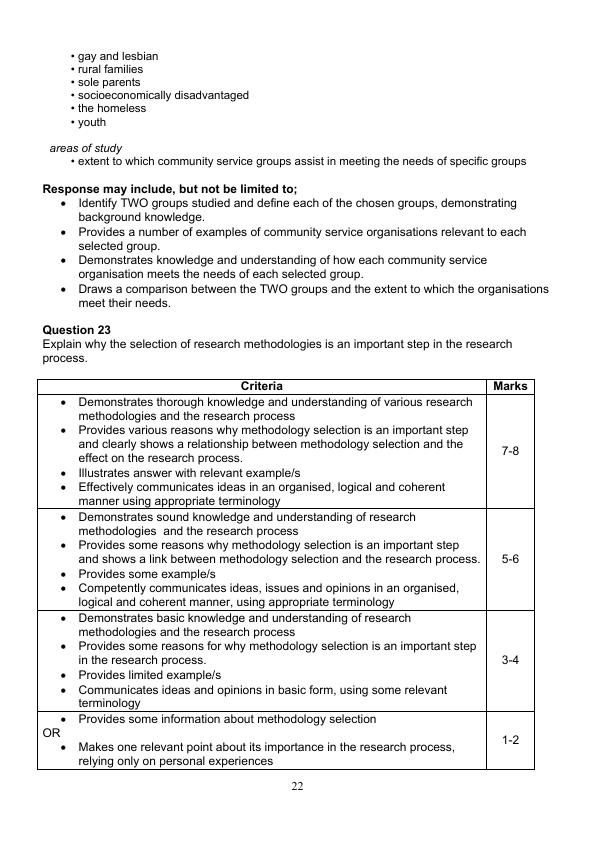 • gay and lesbian
• rural families
• sole parents
• socioeconomically disadvantaged
• the homeless
• youth
areas of study
• extent to which community service groups assist in meeting the needs of specific groups
Response may include, but not be limited to;
• Identify TWO groups studied and define each of the chosen groups, demonstrating
background knowledge.
• Provides a number of examples of community service organisations relevant to each
selected group.
• Demonstrates knowledge and understanding of how each community service
organisation meets the needs of each selected group.
• Draws a comparison between the TWO groups and the extent to which the organisations
meet their needs.
Question 23
Explain why the selection of research methodologies is an important step in the research
process.
Criteria Marks
• Demonstrates thorough knowledge and understanding of various research
methodologies and the research process
• Provides various reasons why methodology selection is an important step
and clearly shows a relationship between methodology selection and the
effect on the research process.
• Illustrates answer with relevant example/s
• Effectively communicates ideas in an organised, logical and coherent
manner using appropriate terminology
7-8
• Demonstrates sound knowledge and understanding of research
methodologies and the research process
• Provides some reasons why methodology selection is an important step
and shows a link between methodology selection and the research process.
• Provides some example/s
• Competently communicates ideas, issues and opinions in an organised,
logical and coherent manner, using appropriate terminology
5-6
• Demonstrates basic knowledge and understanding of research
methodologies and the research process
• Provides some reasons for why methodology selection is an important step
in the research process.
• Provides limited example/s
• Communicates ideas and opinions in basic form, using some relevant
terminology
3-4
• Provides some information about methodology selection
OR
• Makes one relevant point about its importance in the research process,
relying only on personal experiences
1-2
22